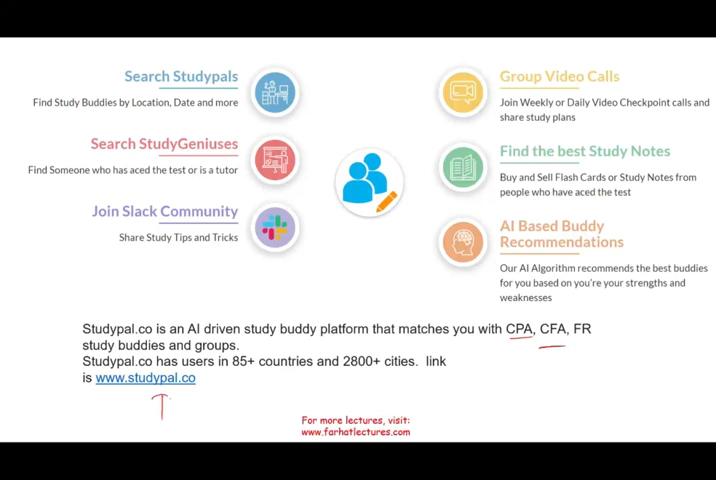 Search Studypals
Find Study Buddies by Location, Date and more
Search StudyGeniuses
Find Someone who has aced the test or is a tutor
Join Slack Community
Share Study Tips and Tricks
Group Video Calls
Join Weekly or Daily Video Checkpoint calls and
share study plans
Find the best Study Notes
Buy and Sell Flash Cards or Study Notes from
people who have aced the test
AI Based Buddy
Recommendations
Our AI Algorithm recommends the best buddies
for you based on you're your strengths and
weaknesses
Studypal.co is an AI driven study buddy platform that matches you with CPA, CFA, FR
study buddies and groups.
Studypal.co has users in 85+ countries and 2800+ cities. link
is www.studypal.co
For more lectures, visit:
www.farhatlectures.com